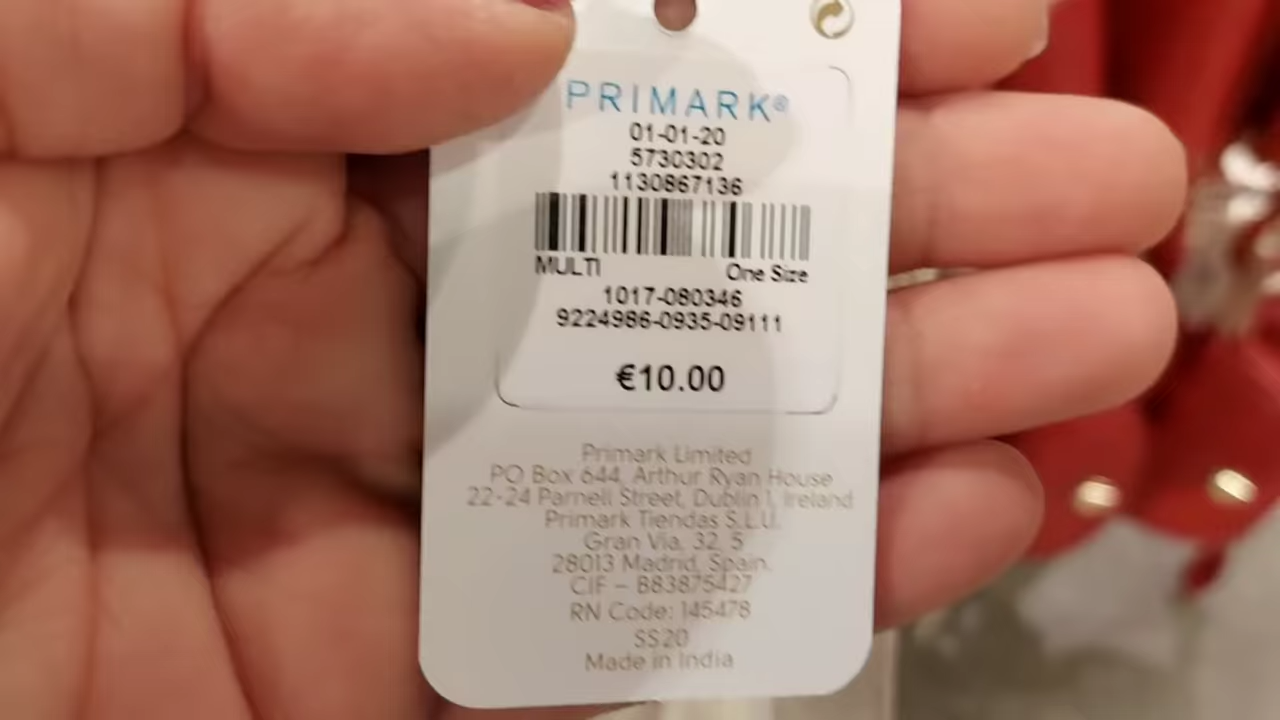 PRIMARK®
01-01-20
5730302
1130867136
MULTI One Size
1017-080346
9224986-0935-09111
€10.00
Primark Limited
PO Box 644, Arthur Ryan House
22-24 Parnell Street, Dublin 1, Ireland
Primark Tiendas S.L.U.
Gran Via, 32, 5
28013 Madrid, Spain.
CIF – B83875427
RN Code: 145478
SS20
Made in India